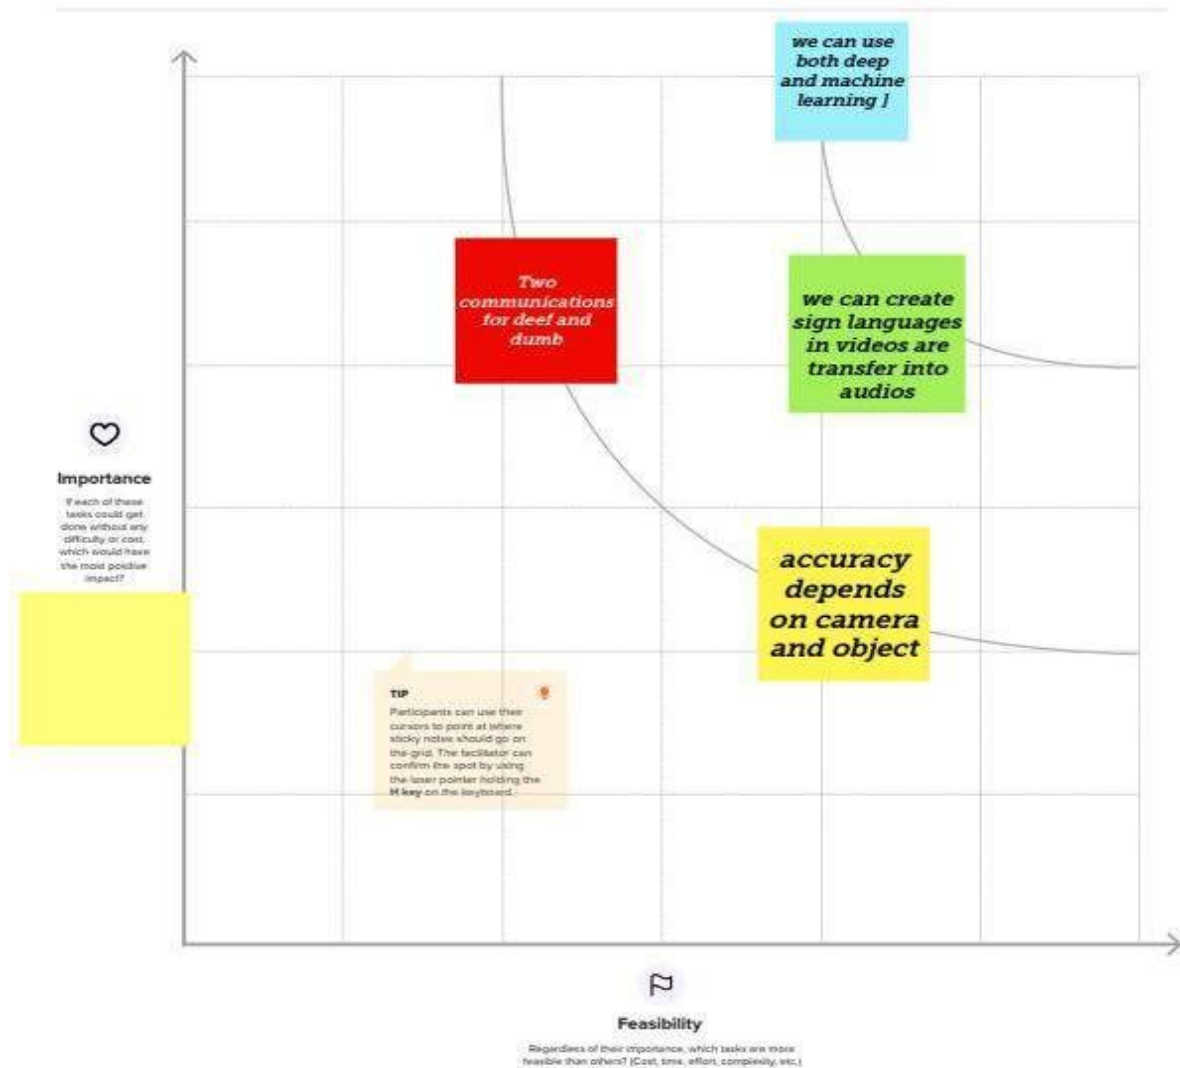 we can use
both deep
and machine
learning ]
Two
communications
for deef and
dumb
we can create
sign languages
in videos are
transfer into
audios
Importance
If each of these
tasks could get
done without any
difficulty or cost,
which would have
the most positive
impact?
accuracy
depends
on camera
and object
TIP
Participants can use their
cursors to point at where
sticky notes should go on
the grid. The facilitator can
confirm the spot by using
the laser pointer holding the
H key on the keyboard.
Feasibility
Regardless of their importance, which tasks are more
feasible than others? (Cost, time, effort, complexity, etc.)